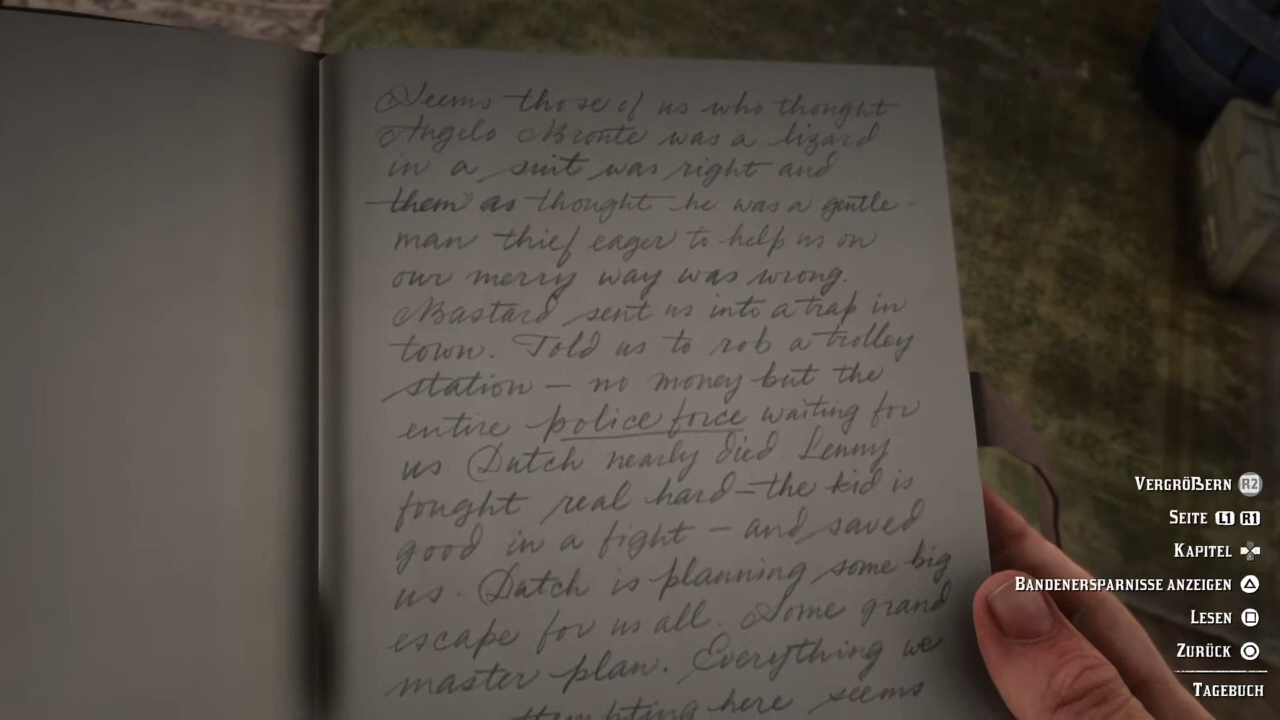 Seems those of us who thought
Angelo Bronte was a lizard
in a suit was right and
them as thought he was a gentle-
man thief eager to help us on
our merry way was wrong.
Bastard sent us into a trap in
town. Told us to rob a trolley
station – no money but the
entire police force waiting for
us. Dutch nearly died Lenny
fought real hard – the kid is
good in a fight – and saved
us. Dutch is planning some big
escape for us all. Some grand
master plan. Everything we
here seems
VERGRÖẞERN R2
SEITE L1 R1
KAPITEL
BANDENERSPARNISSE ANZEIGEN
LESEN
ZURÜCK
TAGEBUCH